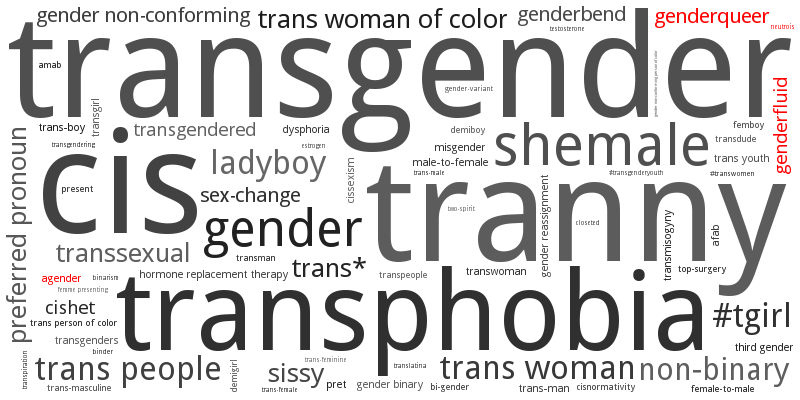 gender non-conforming
trans woman of color
genderbend
genderqueer
testosterone
neutrois
transgender
amab
gender-variant
genderfluid
trans-boy
transgirl
transgendered
dysphoria
demiboy
femboy
transdude
transgendering
estrogen
misgender
shemale
cis
ladyboy
cissexism
male-to-female
trans-male
#transgenderyouth
trans youth
#transwomen
preferred pronoun
present
sex-change
tranny
two-spirit
gender reassignment
closeted
transmisogyny
afab
gender
transsexual
transman
trans*
transpeople
transwoman
top-surgery
agender
binarism
hormone replacement therapy
femme presenting
cishet
trans person of color
transphobia
#tgirl
transgenders
binder
third gender
transpiration
trans people
demigirl
sissy
trans-feminine
translatina
trans woman
non-binary
trans-masculine
trans-female
pret
gender binary
bi-gender
trans-man
cisnormativity
female-to-male